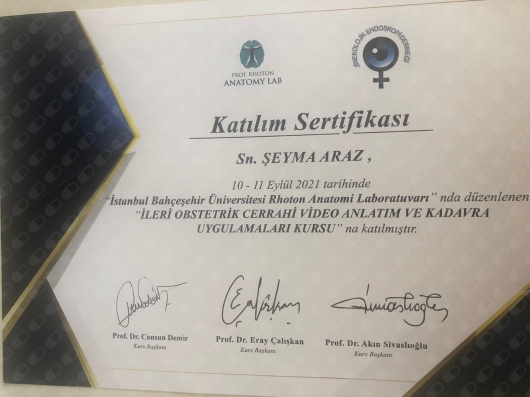 PROF RHOTON
ANATOMY LAB
JİNEKOLOJİK ENDOSKOPİ DERNEĞİ
Katılım Sertifikası
Sn. ŞEYMA ARAZ ,
10 - 11 Eylül 2021 tarihinde
“İstanbul Bahçeşehir Üniversitesi Rhoton Anatomi Laboratuvarı” nda düzenlenen
“İLERİ OBSTETRİK CERRAHİ VİDEO ANLATIM VE KADAVRA
UYGULAMALARI KURSU” na katılmıştır.
Prof. Dr. Cansun Demir
Kurs Başkanı
Prof. Dr. Eray Çalışkan
Kurs Başkanı
Prof. Dr. Akın Sivaslıoğlu
Kurs Başkanı